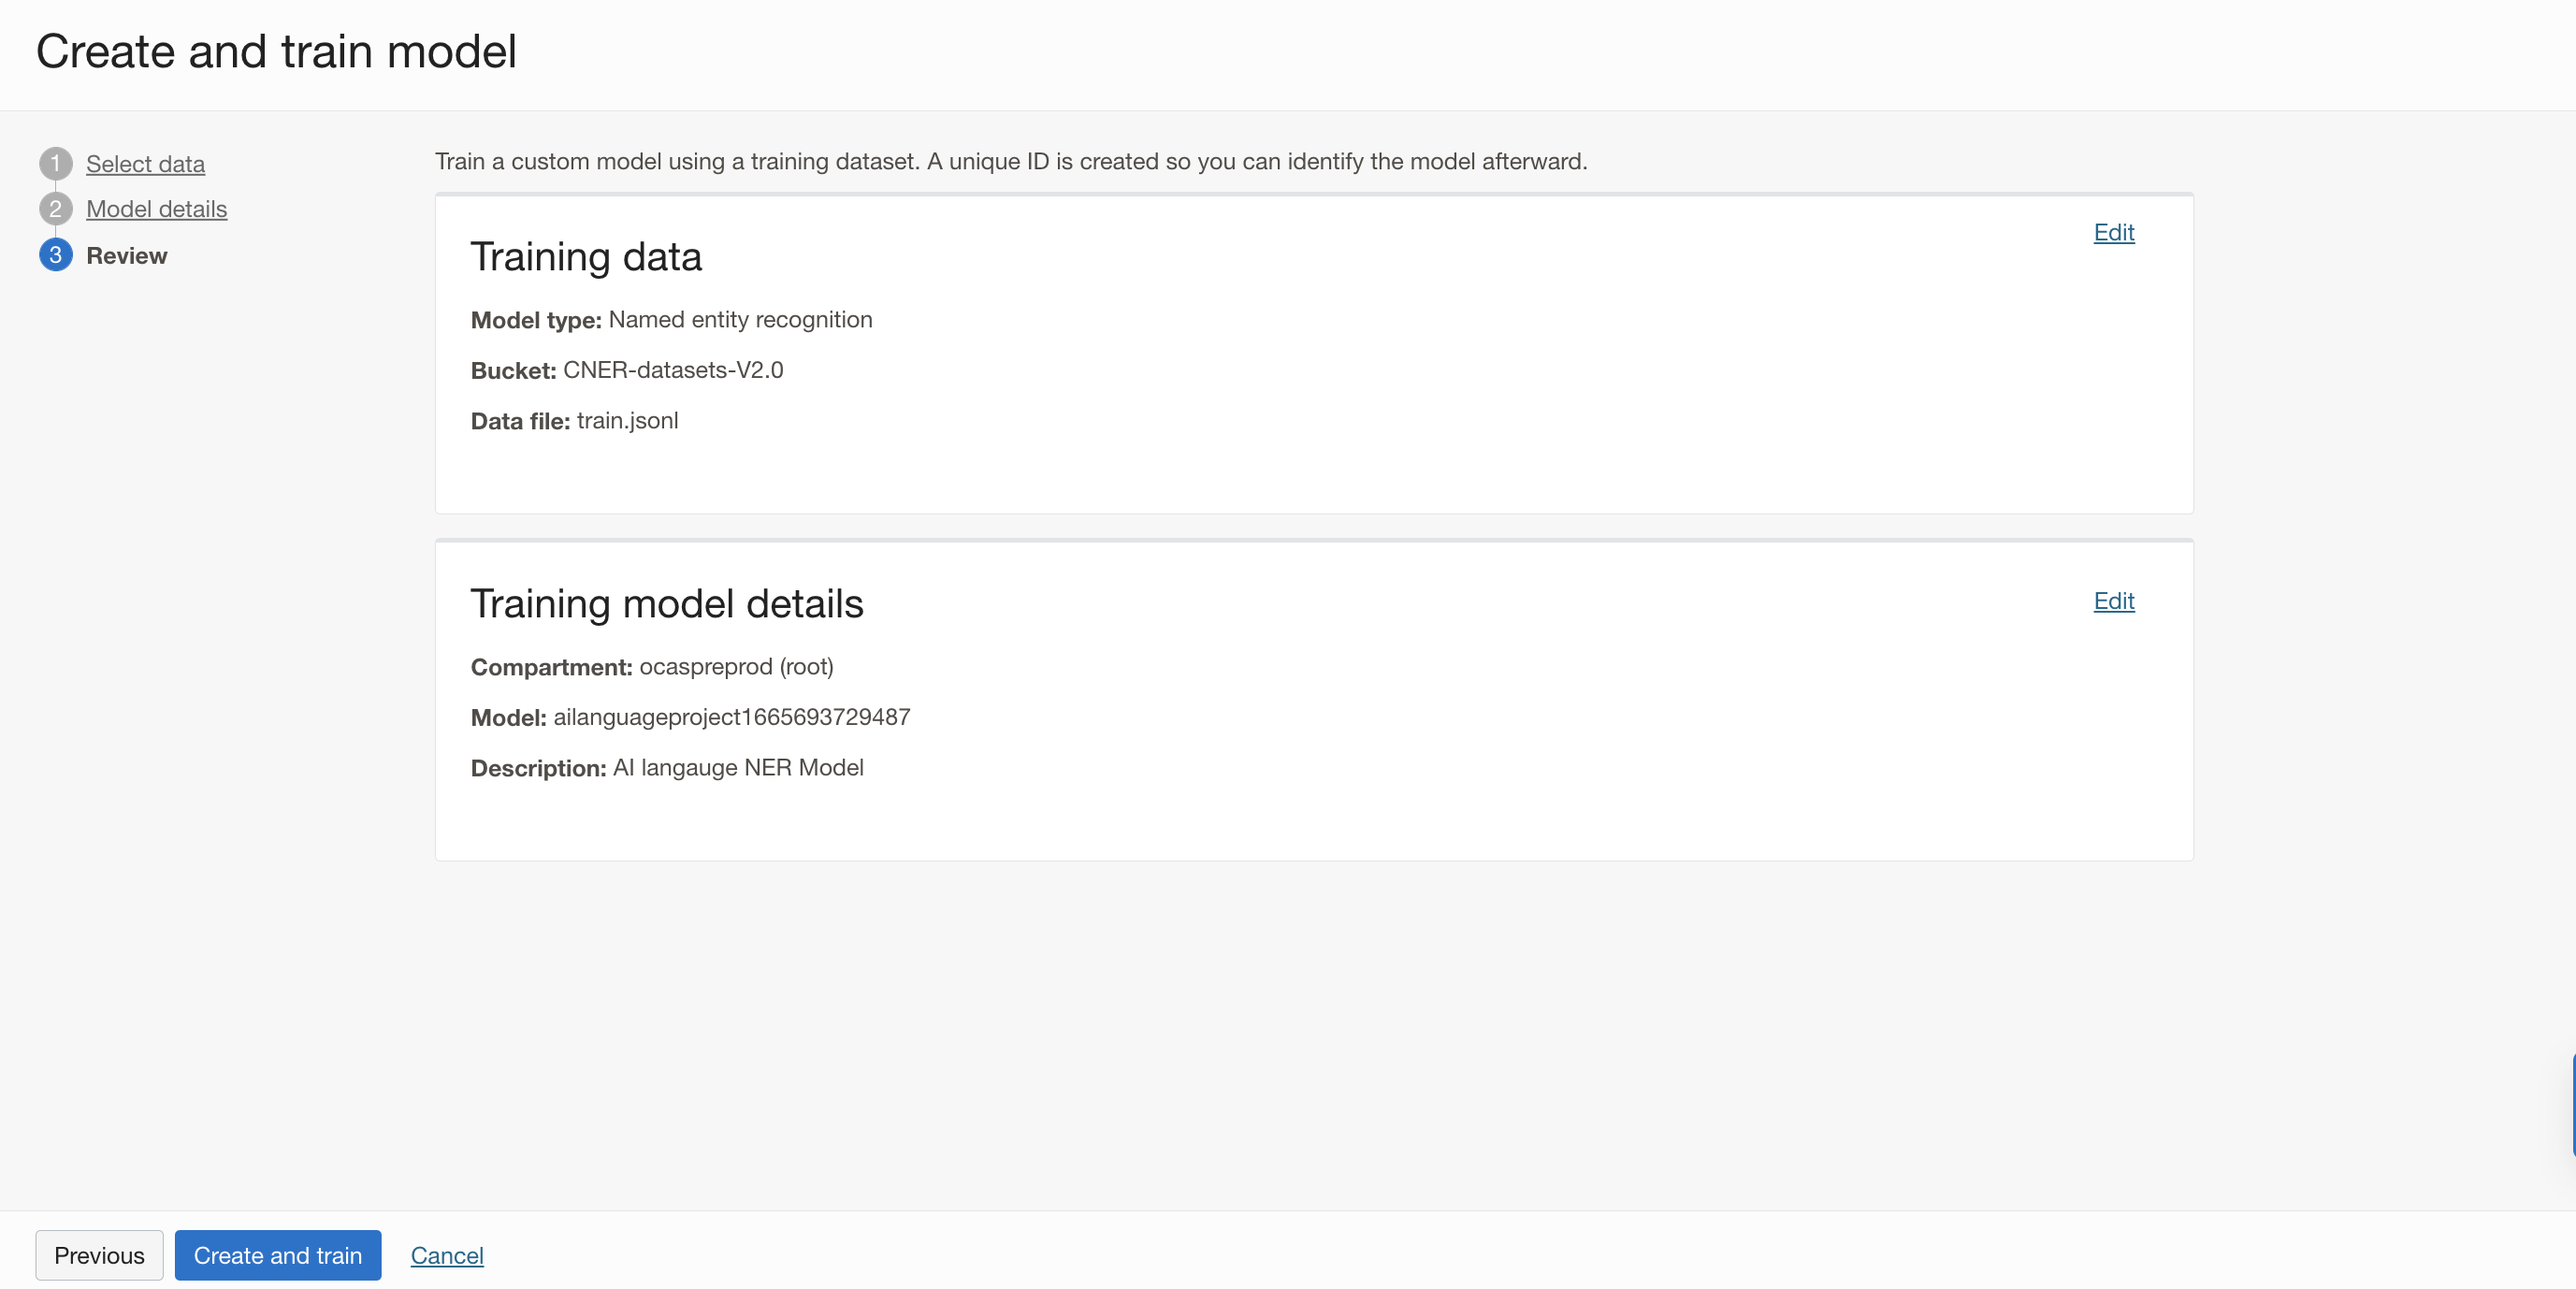 Create and train model
1 Select data
2 Model details
3 Review
Train a custom model using a training dataset. A unique ID is created so you can identify the model afterward.
Training data
Edit
Model type: Named entity recognition
Bucket: CNER-datasets-V2.0
Data file: train.jsonl
Training model details
Edit
Compartment: ocaspreprod (root)
Model: ailanguageproject1665693729487
Description: AI langauge NER Model
Previous
Create and train
Cancel